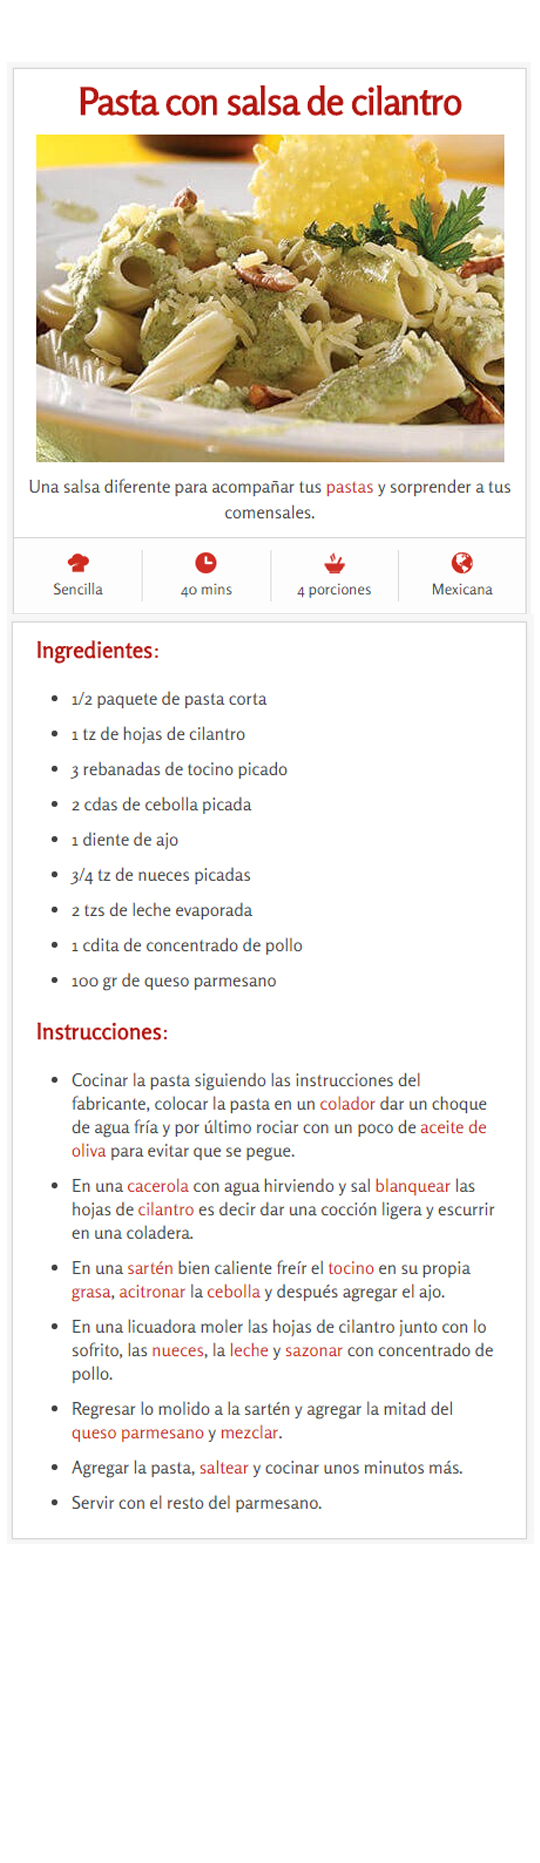 Pasta con salsa de cilantro
Una salsa diferente para acompañar tus pastas y sorprender a tus
comensales.
Sencilla
40 mins
4 porciones
Mexicana
Ingredientes:
1/2 paquete de pasta corta
1 tz de hojas de cilantro
3 rebanadas de tocino picado
2 cdas de cebolla picada
1 diente de ajo
3/4 tz de nueces picadas
2 tzs de leche evaporada
1 cdita de concentrado de pollo
100 gr de queso parmesano
Instrucciones:
Cocinar la pasta siguiendo las instrucciones del
fabricante, colocar la pasta en un colador dar un choque
de agua fría y por último rociar con un poco de aceite de
oliva para evitar que se pegue.
En una cacerola con agua hirviendo y sal blanquear las
hojas de cilantro es decir dar una cocción ligera y escurrir
en una coladera.
En una sartén bien caliente freír el tocino en su propia
grasa, acitronar la cebolla y después agregar el ajo.
En una licuadora moler las hojas de cilantro junto con lo
sofrito, las nueces, la leche y sazonar con concentrado de
pollo.
Regresar lo molido a la sartén y agregar la mitad del
queso parmesano y mezclar.
Agregar la pasta, saltear y cocinar unos minutos más.
Servir con el resto del parmesano.